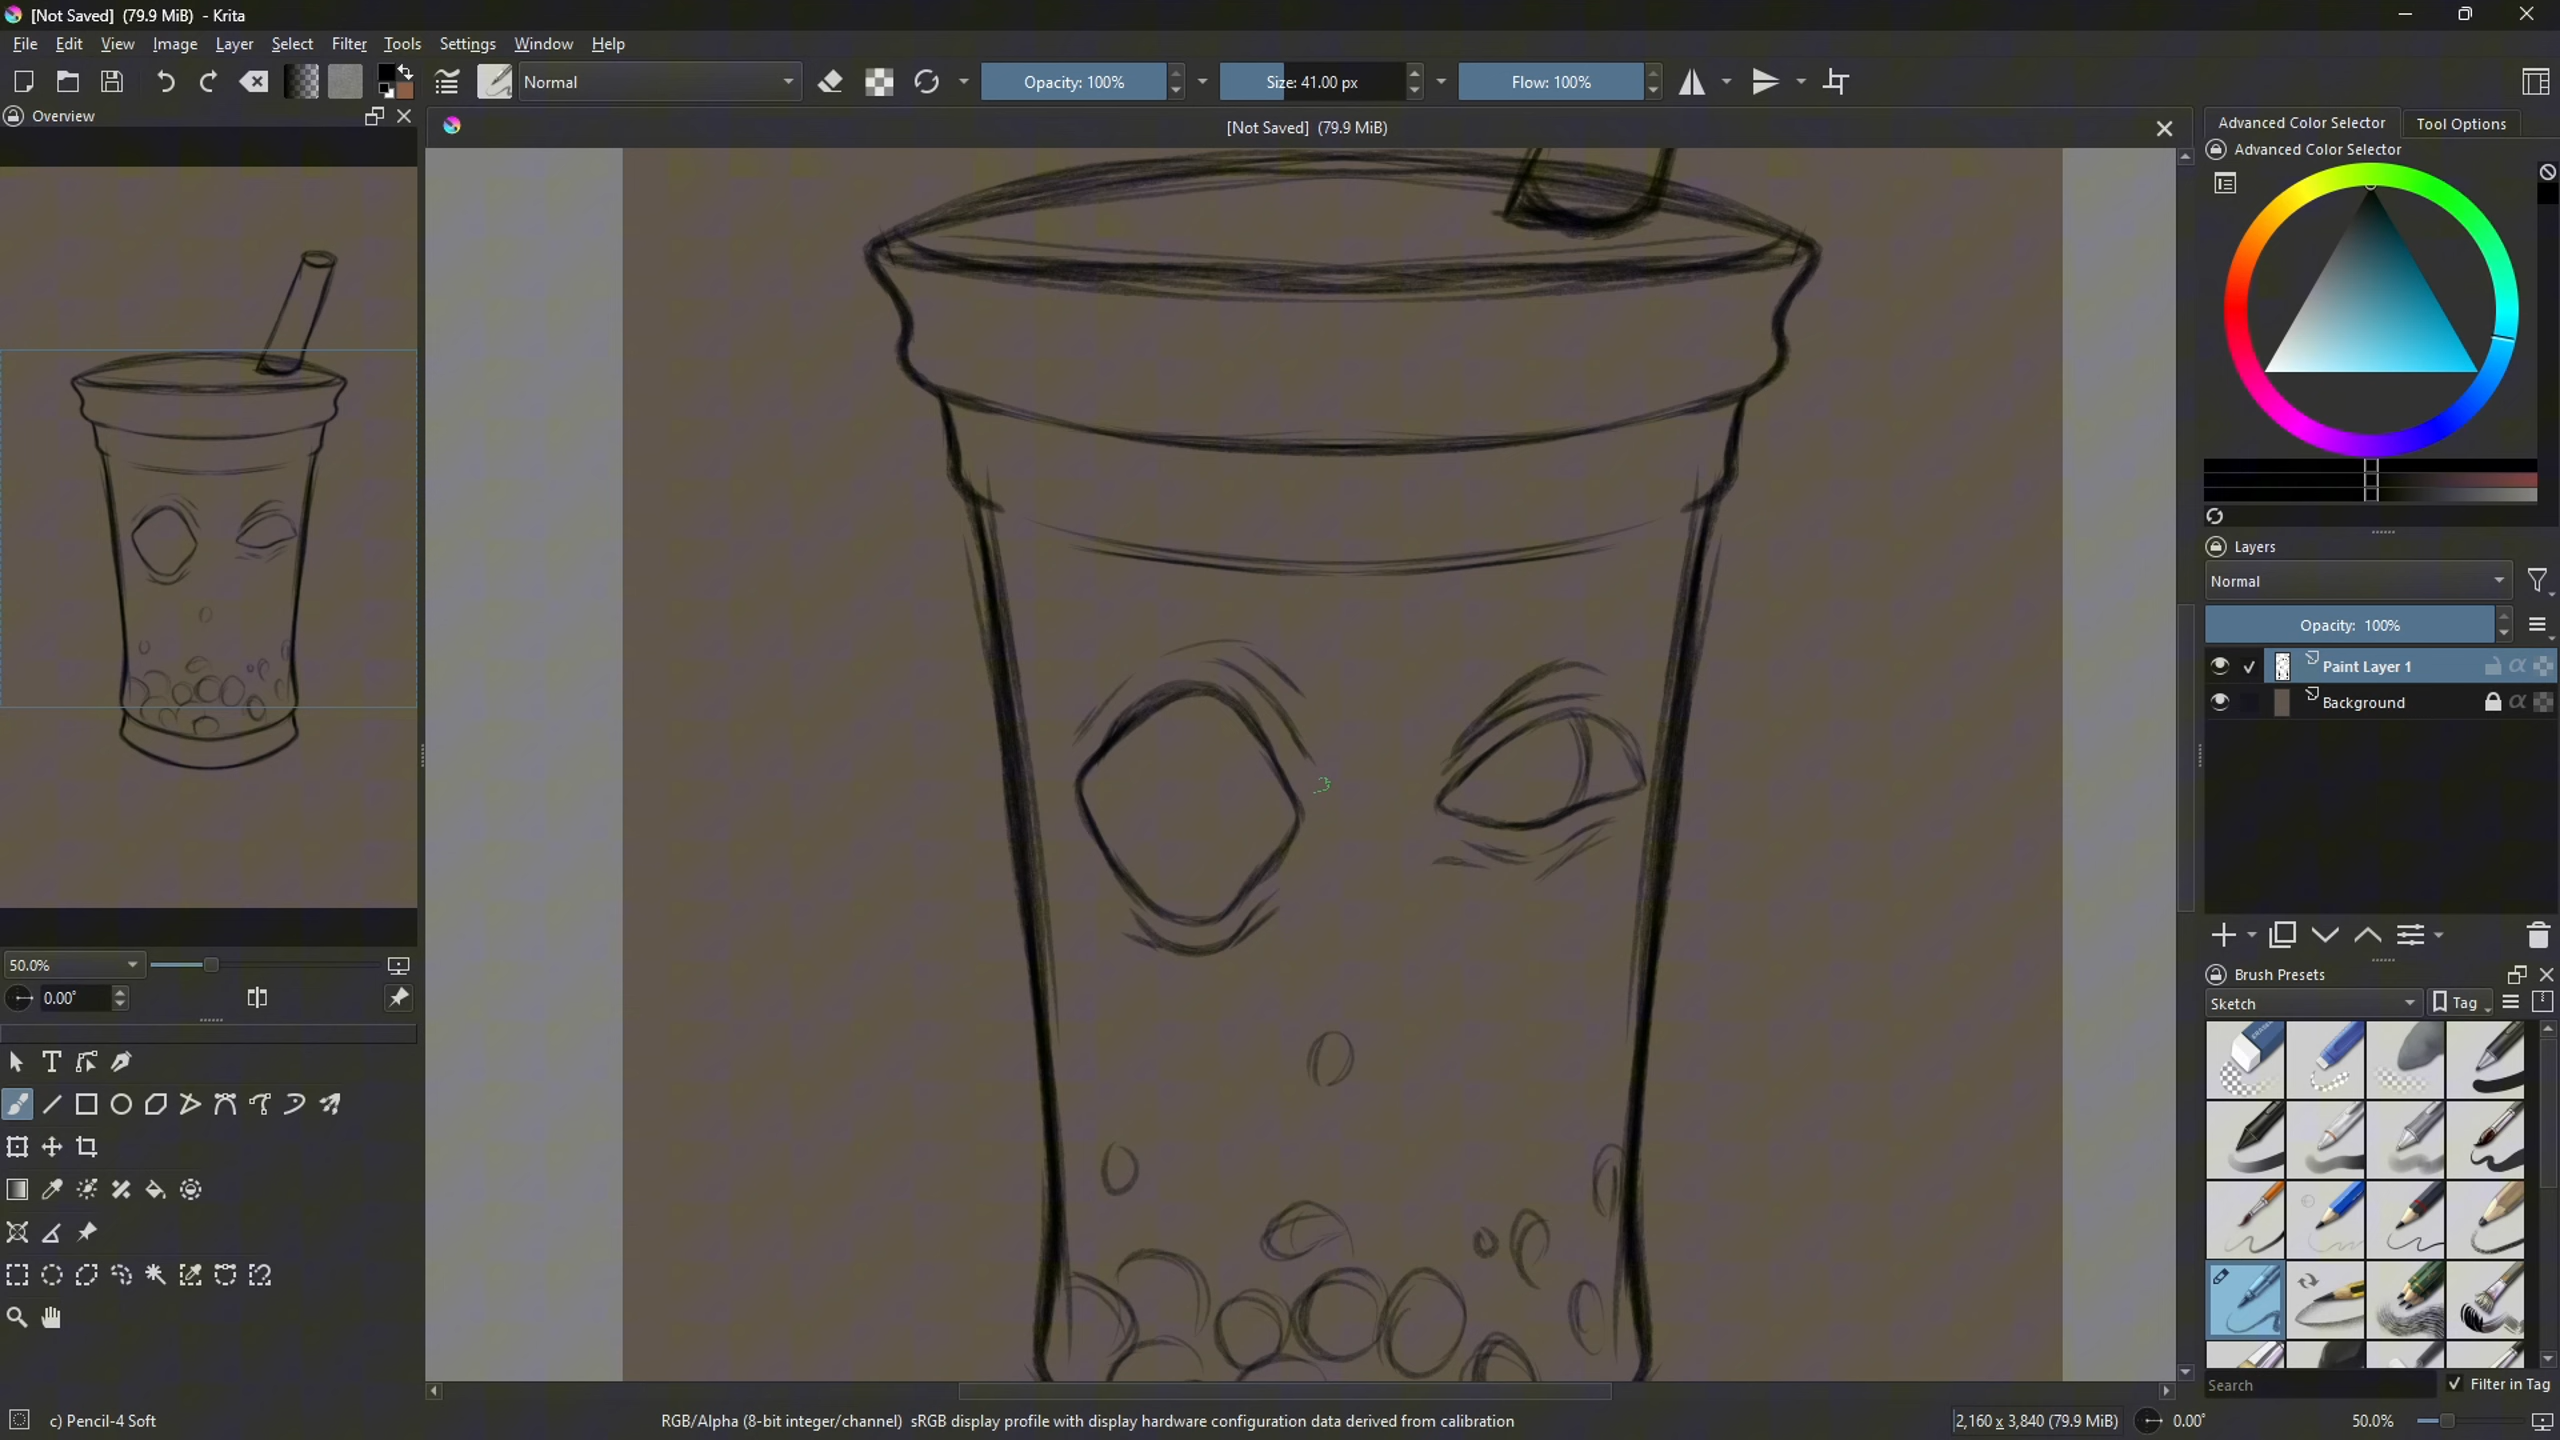 [Not Saved] (79.9 MiB) - Krita
File Edit View Image Layer Select Filter Tools Settings Window Help
Normal Opacity: 100% Size: 41.00 px Flow: 100%
Overview
[Not Saved] (79.9 MiB)
Advanced Color Selector Tool Options
Advanced Color Selector
Layers
Normal
Opacity: 100%
Paint Layer 1
Background
50.0%
0.00°
Brush Presets
Sketch Tag
Search Filter in Tag
c) Pencil-4 Soft RGB/Alpha (8-bit integer/channel) sRGB display profile with display hardware configuration data derived from calibration 2,160 x 3,840 (79.9 MiB) 0.00° 50.0%